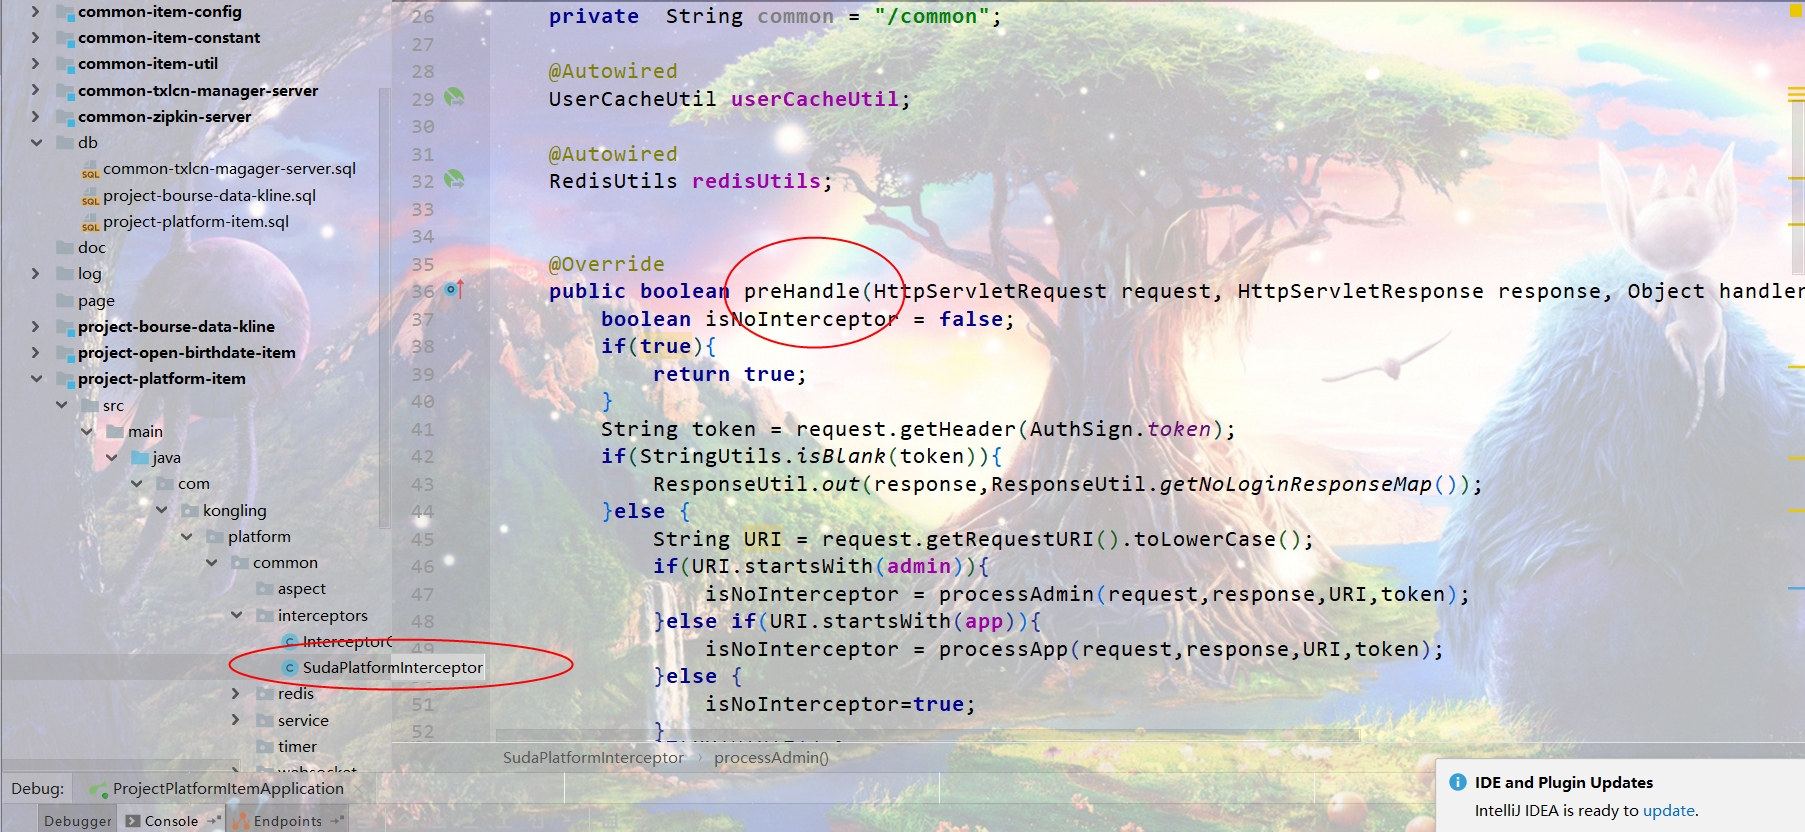 common-item-config
common-item-constant
common-item-util
common-txlcn-manager-server
common-zipkin-server
db
common-txlcn-magager-server.sql
project-bourse-data-kline.sql
project-platform-item.sql
doc
log
page
project-bourse-data-kline
project-open-birthdate-item
project-platform-item
src
main
java
com
kongling
platform
common
aspect
interceptors
SudaPlatformInterceptor
redis
service
timer
websocket
26 private String common = "/common";
27
28 @Autowired
29 UserCacheUtil userCacheUtil;
30
31 @Autowired
32 RedisUtils redisUtils;
33
34
35 @Override
36 public boolean preHandle(HttpServletRequest request, HttpServletResponse response, Object handler
37 boolean isNoInterceptor = false;
38 if(true){
39 return true;
40 }
41 String token = request.getHeader(AuthSign.token);
42 if(StringUtils.isBlank(token)){
43 ResponseUtil.out(response,ResponseUtil.getNoLoginResponseMap());
44 }else {
45 String URI = request.getRequestURI().toLowerCase();
46 if(URI.startsWith(admin)){
47 isNoInterceptor = processAdmin(request,response,URI,token);
48 }else if(URI.startsWith(app)){
49 isNoInterceptor = processApp(request,response,URI,token);
}else {
51 isNoInterceptor=true;
52 }
SudaPlatformInterceptor › processAdmin()
Debug: ProjectPlatformItemApplication
Debugger Console Endpoints
IDE and Plugin Updates
IntelliJ IDEA is ready to update.